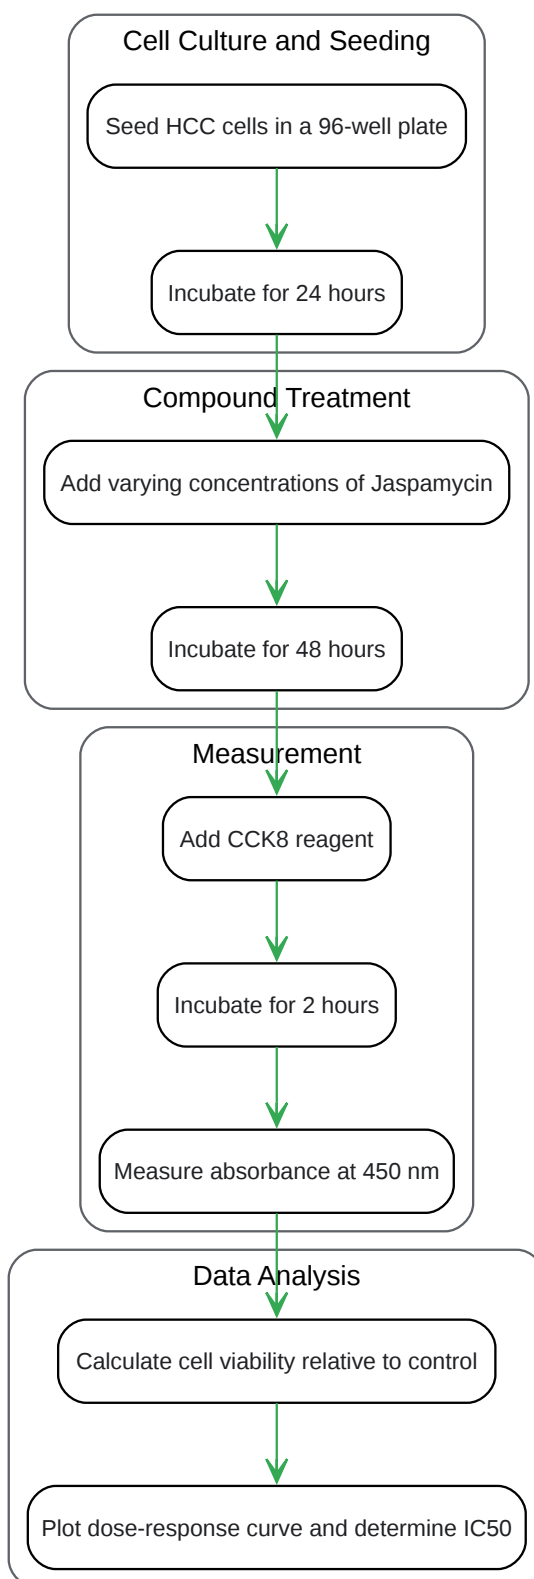 Cell Culture and Seeding
Seed HCC cells in a 96-well plate
Incubate for 24 hours
Compound Treatment
Add varying concentrations of Jaspamycin
Incubate for 48 hours
Measurement
Add CCK8 reagent
Incubate for 2 hours
Measure absorbance at 450 nm
Data Analysis
Calculate cell viability relative to control
Plot dose-response curve and determine IC50